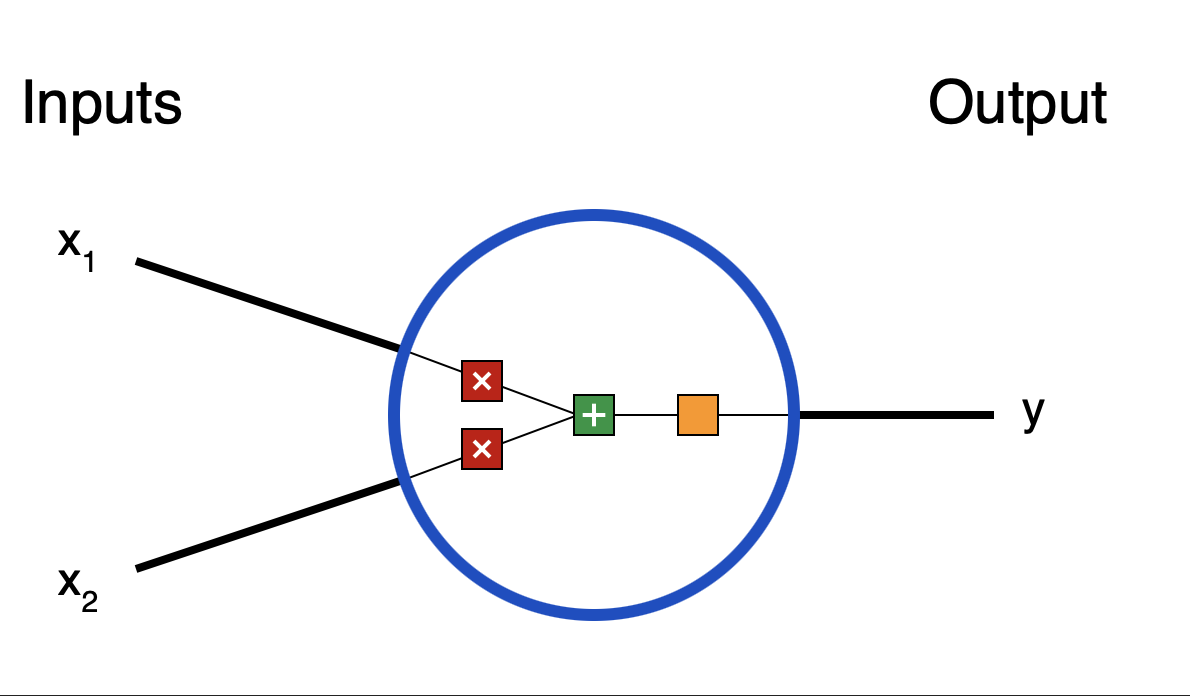 Inputs
Output
x₁
×
+
×
y
x₂